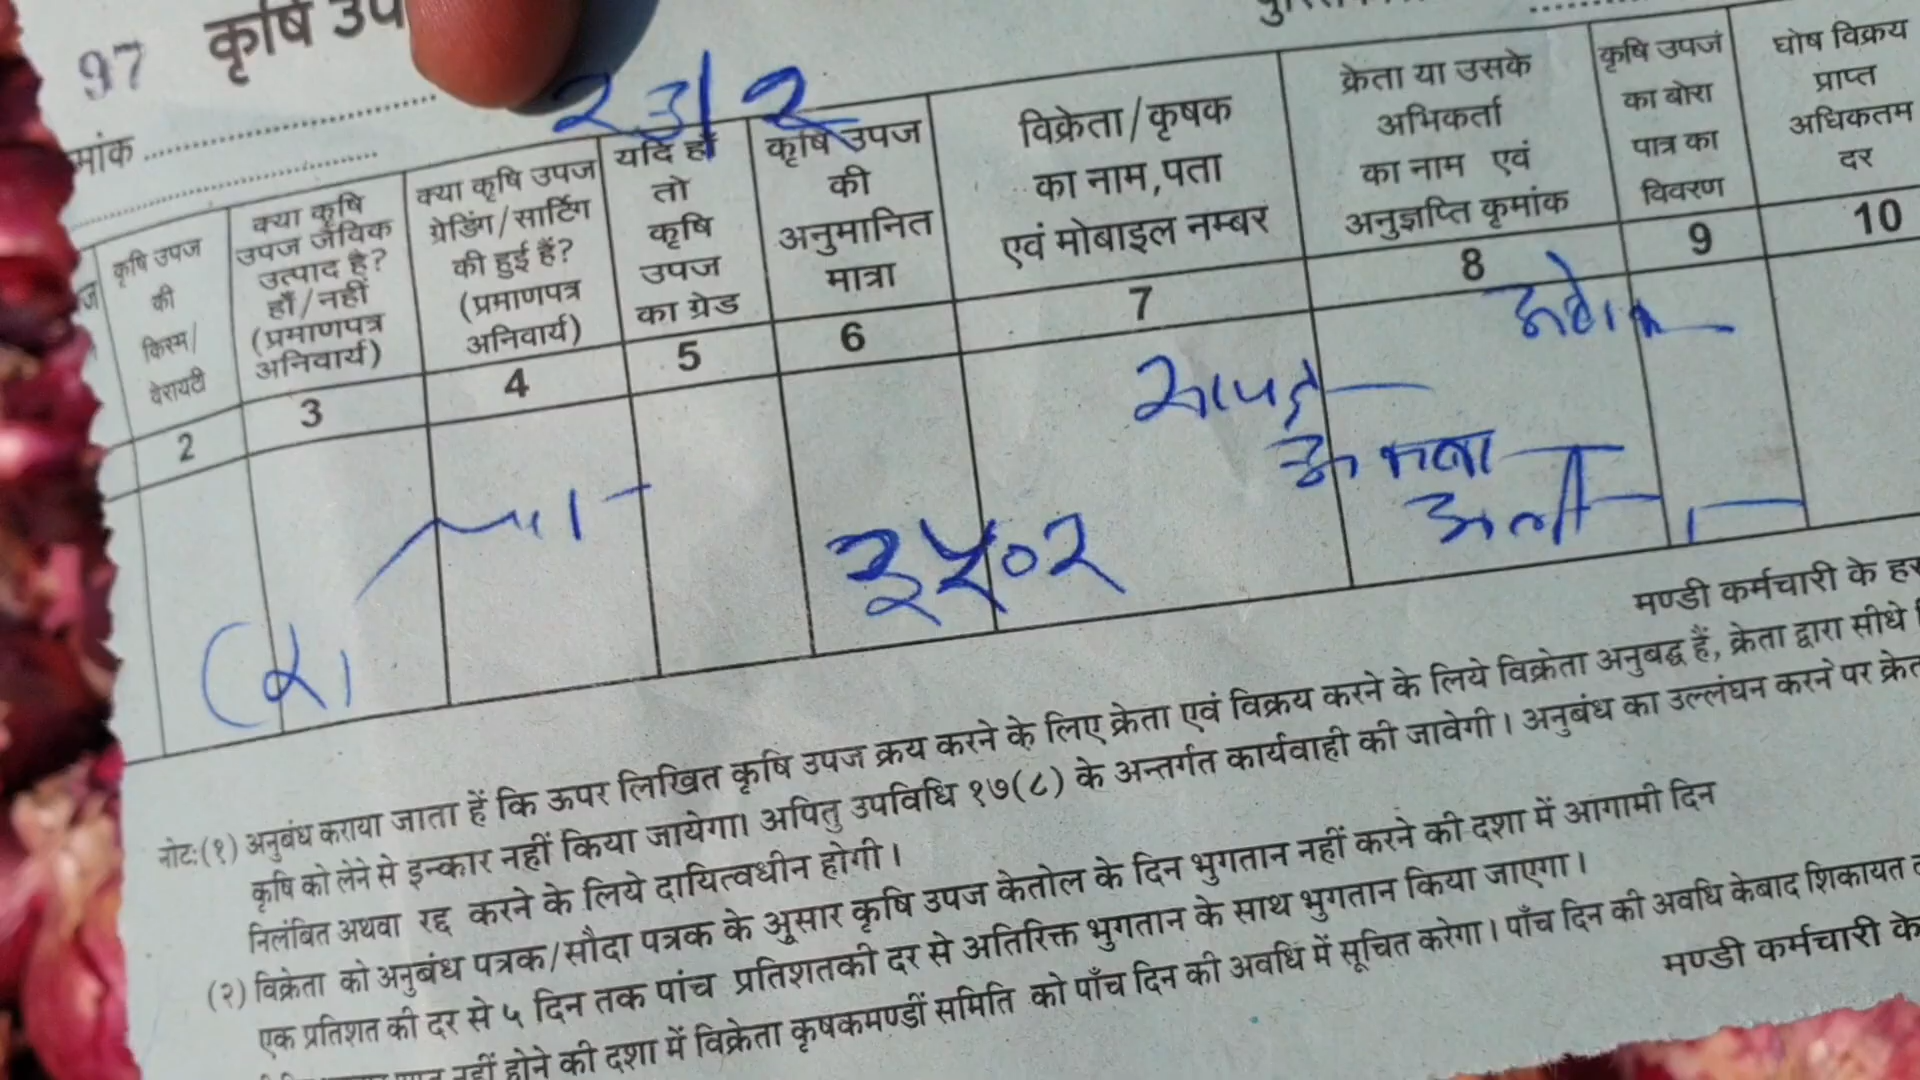 97 कृषि उप
मांक
२३/२
कृषि उपज की किस्म/ वेरायटी
क्या कृषि उपज जैविक उत्पाद है? हाँ/नहीं (प्रमाणपत्र अनिवार्य)
क्या कृषि उपज ग्रेडिंग/सार्टिग की हुई हैं? (प्रमाणपत्र अनिवार्य)
यदि हाँ तो कृषि उपज का ग्रेड
कृषि उपज की अनुमानित मात्रा
विक्रेता/कृषक का नाम,पता एवं मोबाइल नम्बर
क्रेता या उसके अभिकर्ता का नाम एवं अनुज्ञप्ति कृमांक
कृषि उपजं का बोरा पात्र का विवरण
घोष विक्रय प्राप्त अधिकतम दर
2 3 4 5 6 7 8 9 10
३५०२
मण्डी कर्मचारी के हस
नोट:(१) अनुबंध कराया जाता हैं कि ऊपर लिखित कृषि उपज क्रय करने के लिए क्रेता एवं विक्रय करने के लिये विक्रेता अनुबद्ध हैं, क्रेता द्वारा सीधे
कृषि को लेने से इन्कार नहीं किया जायेगा। अपितु उपविधि १७(८) के अन्तर्गत कार्यवाही की जावेगी। अनुबंध का उल्लंघन करने पर क्रेत
निलंबित अथवा रद्द करने के लिये दायित्वधीन होगी।
(२) विक्रेता को अनुबंध पत्रक/सौदा पत्रक के अुसार कृषि उपज केतोल के दिन भुगतान नहीं करने की दशा में आगामी दिन
एक प्रतिशत की दर से ५ दिन तक पांच प्रतिशतकी दर से अतिरिक्त भुगतान के साथ भुगतान किया जाएगा।
नहीं होने की दशा में विक्रेता कृषकमण्डीं समिति को पाँच दिन की अवधि में सूचित करेगा। पाँच दिन की अवधि केबाद शिकायत
मण्डी कर्मचारी के